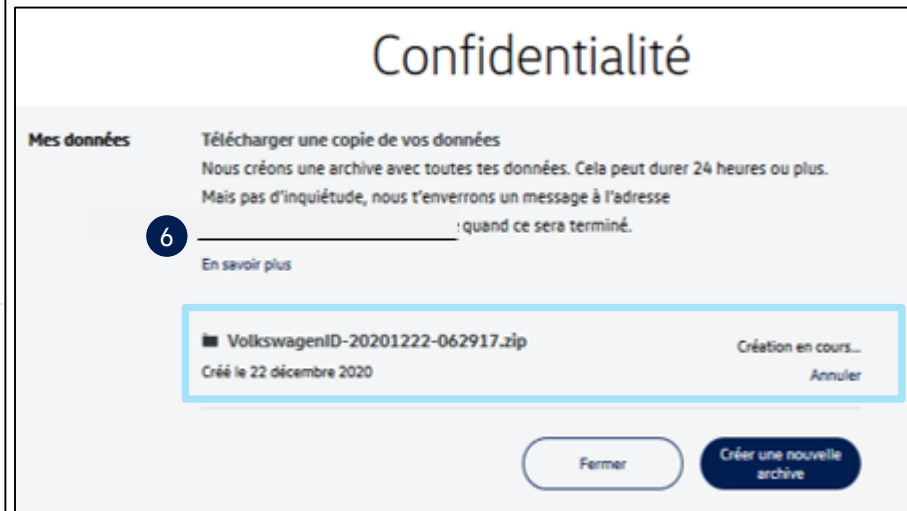 Confidentialité
Mes données
Télécharger une copie de vos données
Nous créons une archive avec toutes tes données. Cela peut durer 24 heures ou plus.
Mais pas d'inquiétude, nous t'enverrons un message à l'adresse
6
quand ce sera terminé.
En savoir plus
VolkswagenID-20201222-062917.zip
Création en cours...
Créé le 22 décembre 2020
Annuler
Fermer
Créer une nouvelle
archive